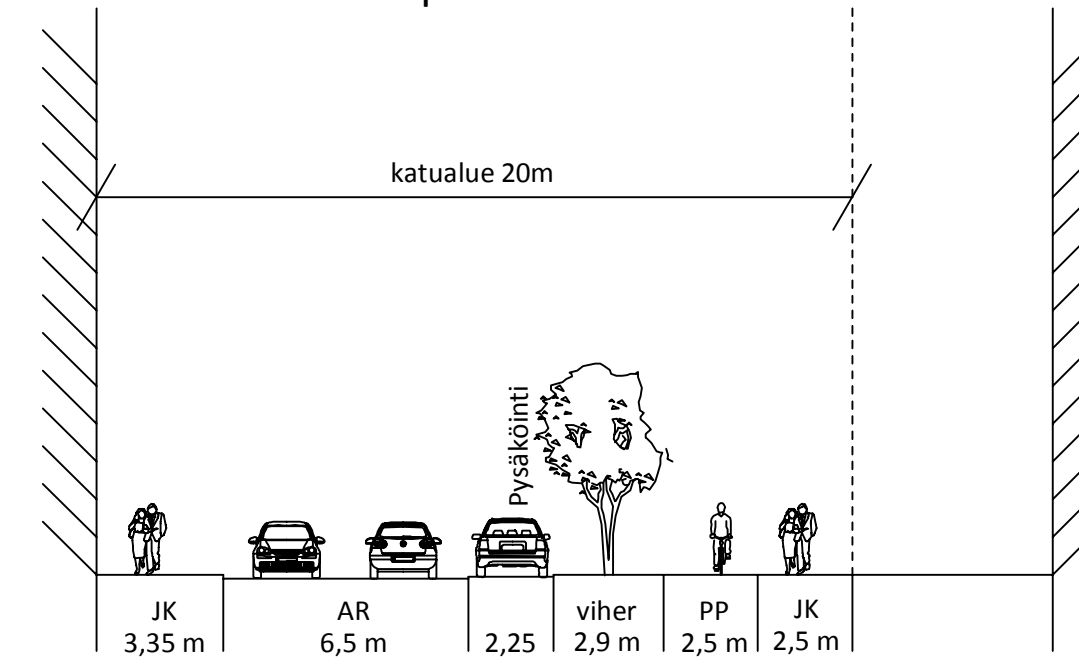 katualue 20m
Pysäköinti
JK
3,35 m
AR
6,5 m
2,25
viher
2,9 m
PP
2,5 m
JK
2,5 m